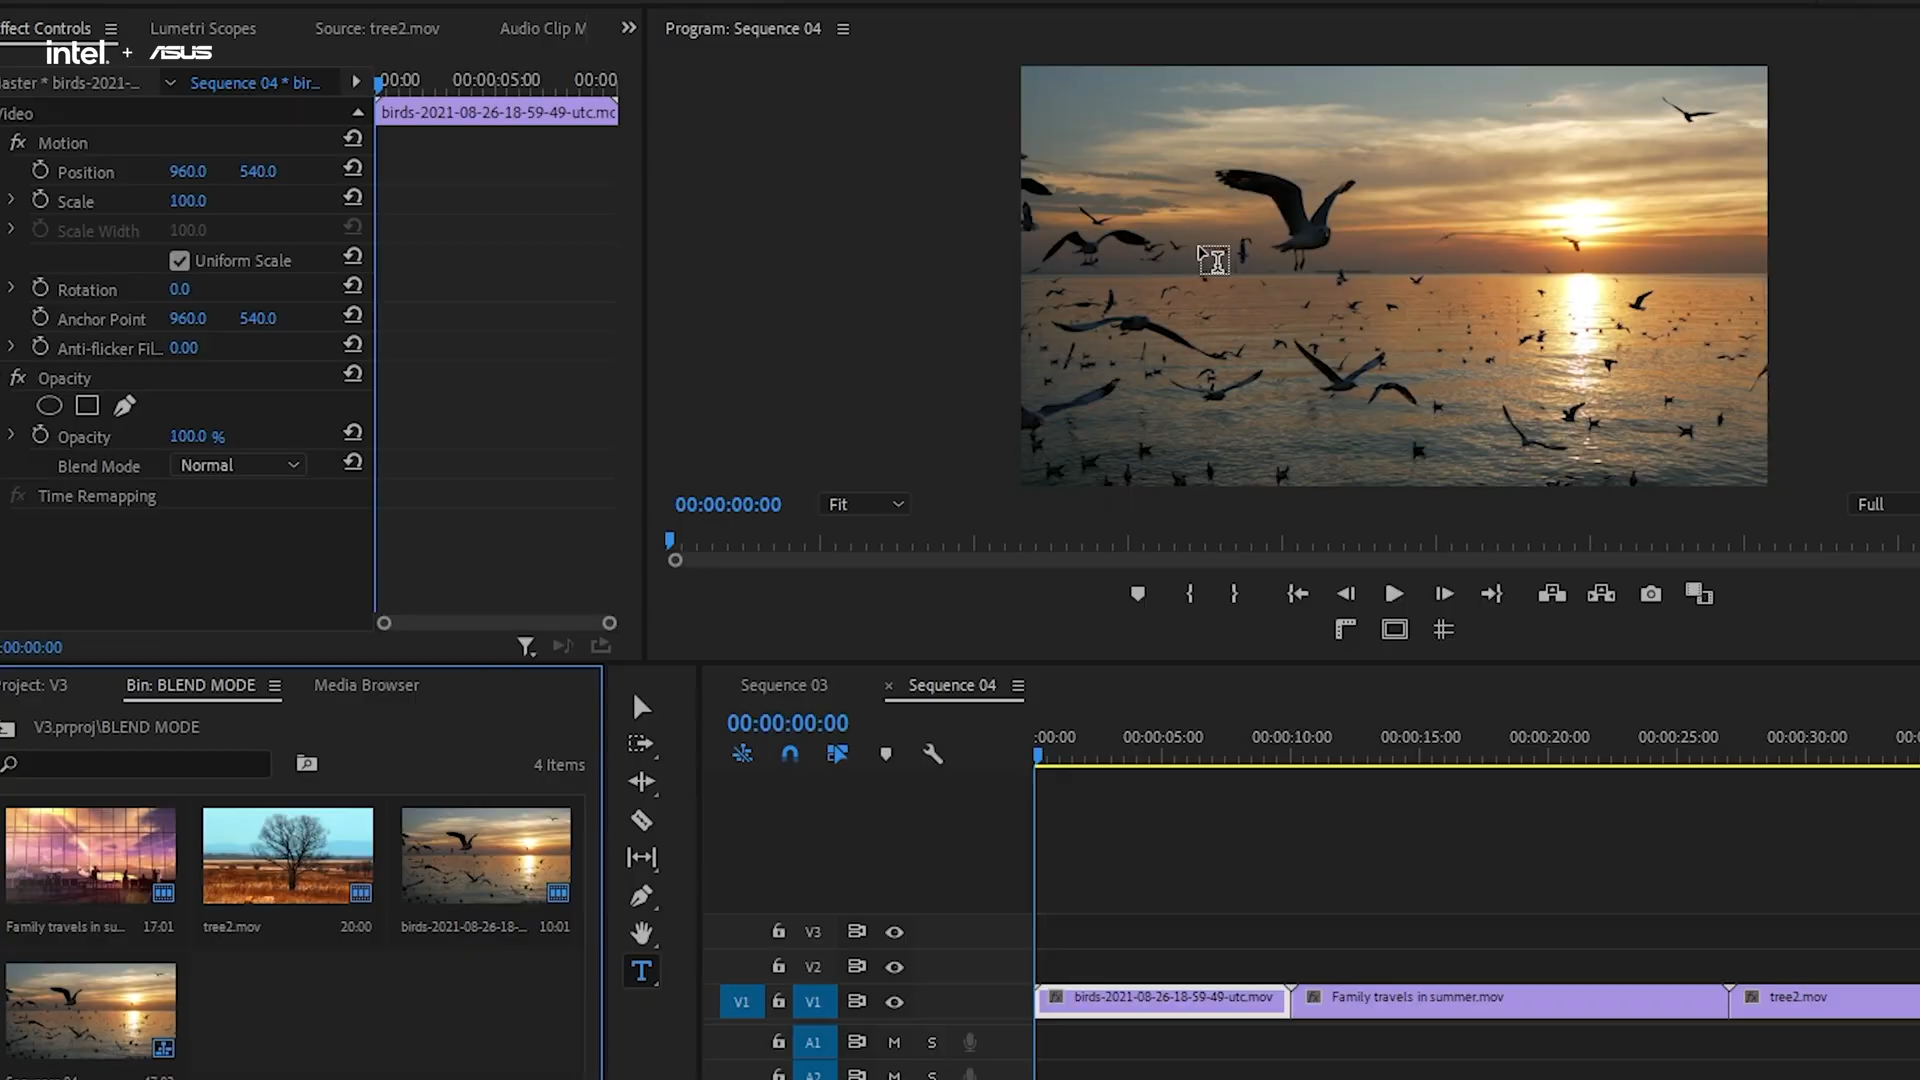 ffect Controls
Lumetri Scopes
Source: tree2.mov
Audio Clip M
Program: Sequence 04
intel. + ASUS
aster * birds-2021-...
Sequence 04 * bir...
00:00
00:00:05:00
00:00
Video
birds-2021-08-26-18-59-49-utc.mc
fx Motion
Position 960.0 540.0
Scale 100.0
Scale Width 100.0
Uniform Scale
Rotation 0.0
Anchor Point 960.0 540.0
Anti-flicker Fil... 0.00
fx Opacity
Opacity 100.0 %
Blend Mode Normal
fx Time Remapping
00:00:00:00
Fit
Full
:00:00:00
roject: V3
Bin: BLEND MODE
Media Browser
V3.prproj\BLEND MODE
4 Items
Family travels in su... 17:01
tree2.mov 20:00
birds-2021-08-26-18-... 10:01
Sequence 03
× Sequence 04
00:00:00:00
:00:00
00:00:05:00
00:00:10:00
00:00:15:00
00:00:20:00
00:00:25:00
00:00:30:00
V3
V2
V1 V1
fx birds-2021-08-26-18-59-49-utc.mov
fx Family travels in summer.mov
fx tree2.mov
A1 M S
A2 M S
T